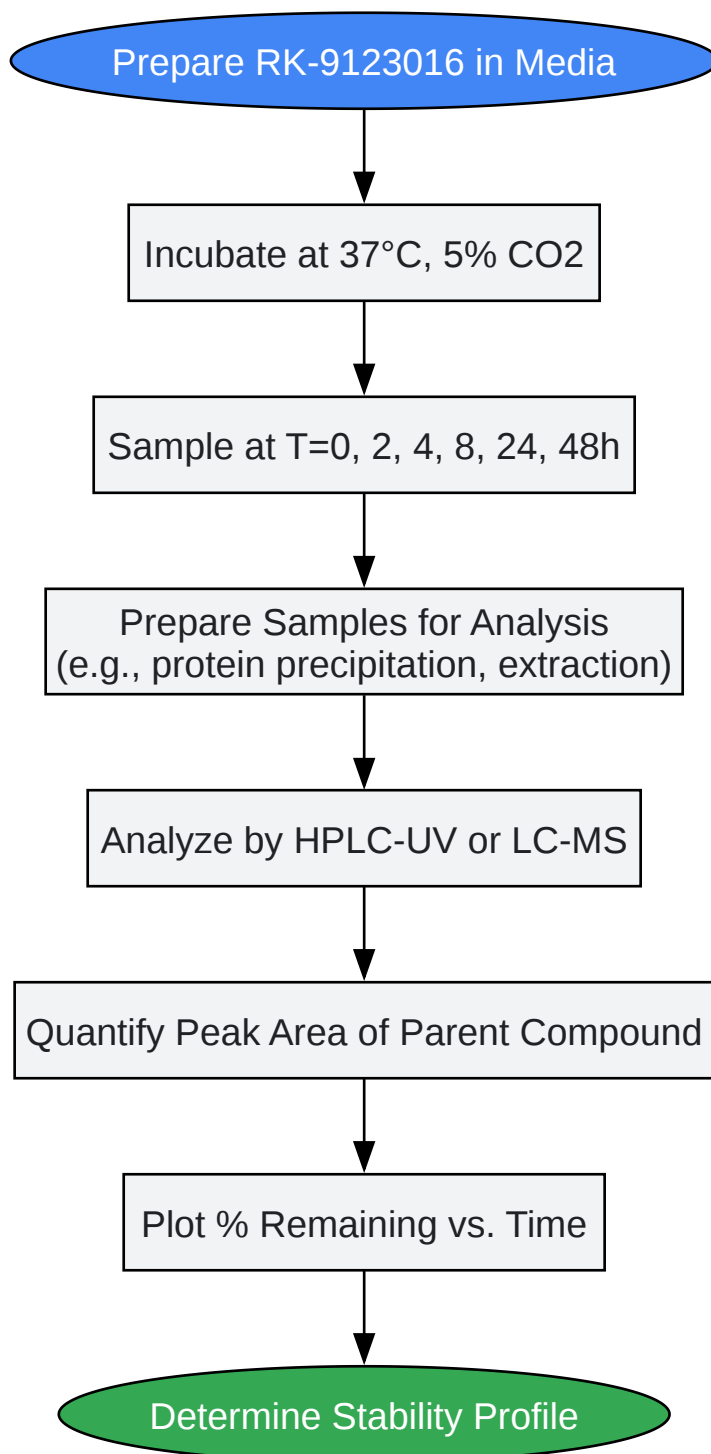 Prepare RK-9123016 in Media
Incubate at 37°C, 5% CO2
Sample at T=0, 2, 4, 8, 24, 48h
Prepare Samples for Analysis
(e.g., protein precipitation, extraction)
Analyze by HPLC-UV or LC-MS
Quantify Peak Area of Parent Compound
Plot % Remaining vs. Time
Determine Stability Profile